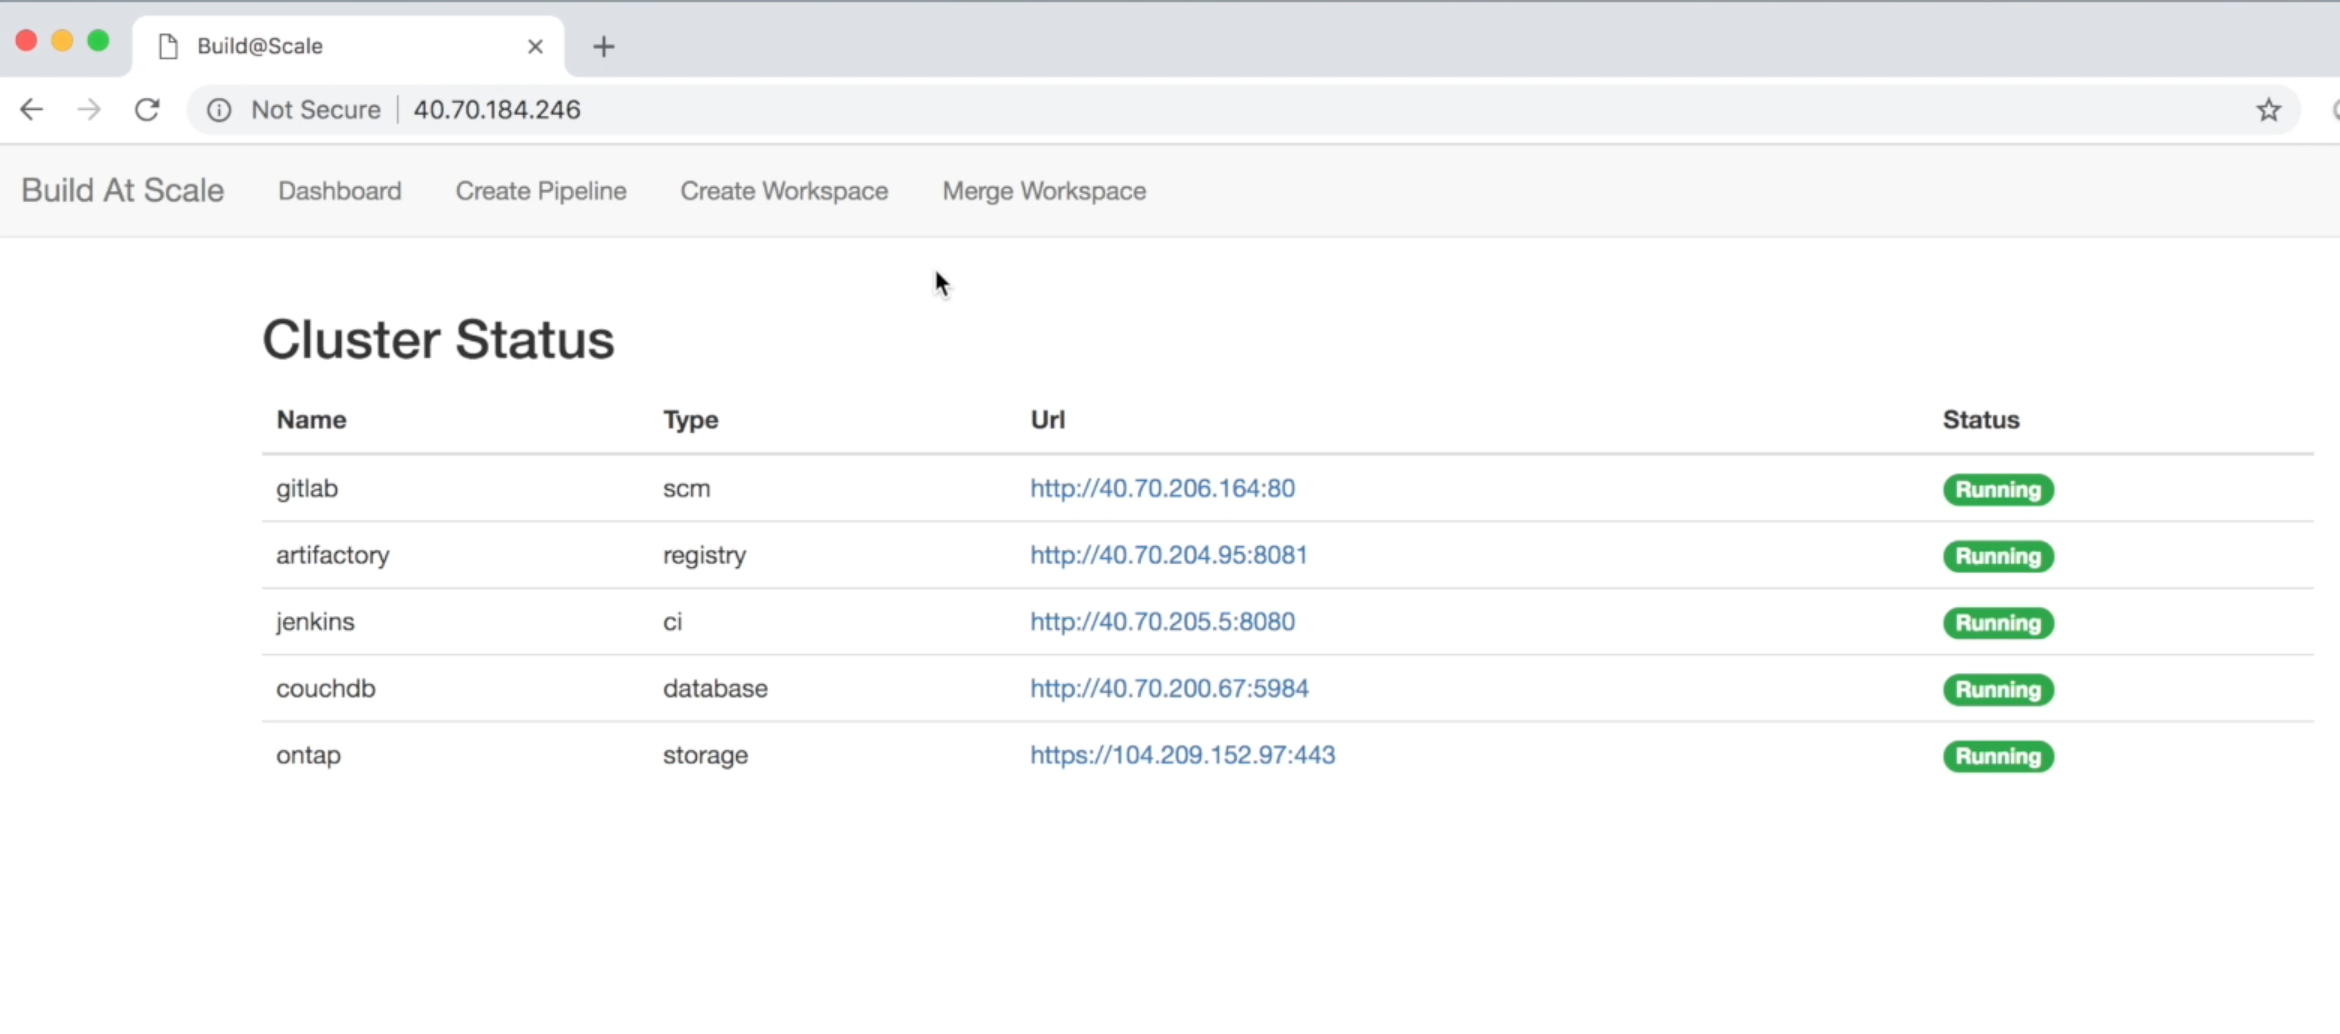 Build@Scale
Not Secure 40.70.184.246
Build At Scale Dashboard Create Pipeline Create Workspace Merge Workspace
Cluster Status
Name Type Url Status
gitlab scm http://40.70.206.164:80 Running
artifactory registry http://40.70.204.95:8081 Running
jenkins ci http://40.70.205.5:8080 Running
couchdb database http://40.70.200.67:5984 Running
ontap storage https://104.209.152.97:443 Running